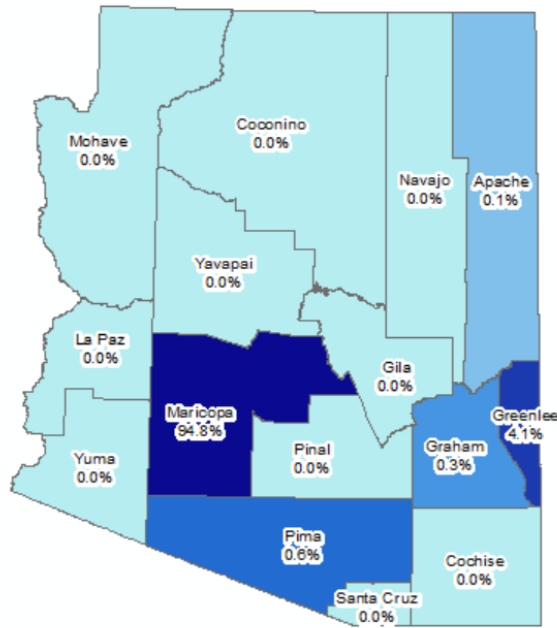 Mohave
0.0%
Coconino
0.0%
Navajo
0.0%
Apache
0.1%
Yavapai
0.0%
La Paz
0.0%
Gila
0.0%
Maricopa
94.8%
Greenlee
4.1%
Pinal
0.0%
Graham
0.3%
Yuma
0.0%
Pima
0.6%
Cochise
0.0%
Santa Cruz
0.0%